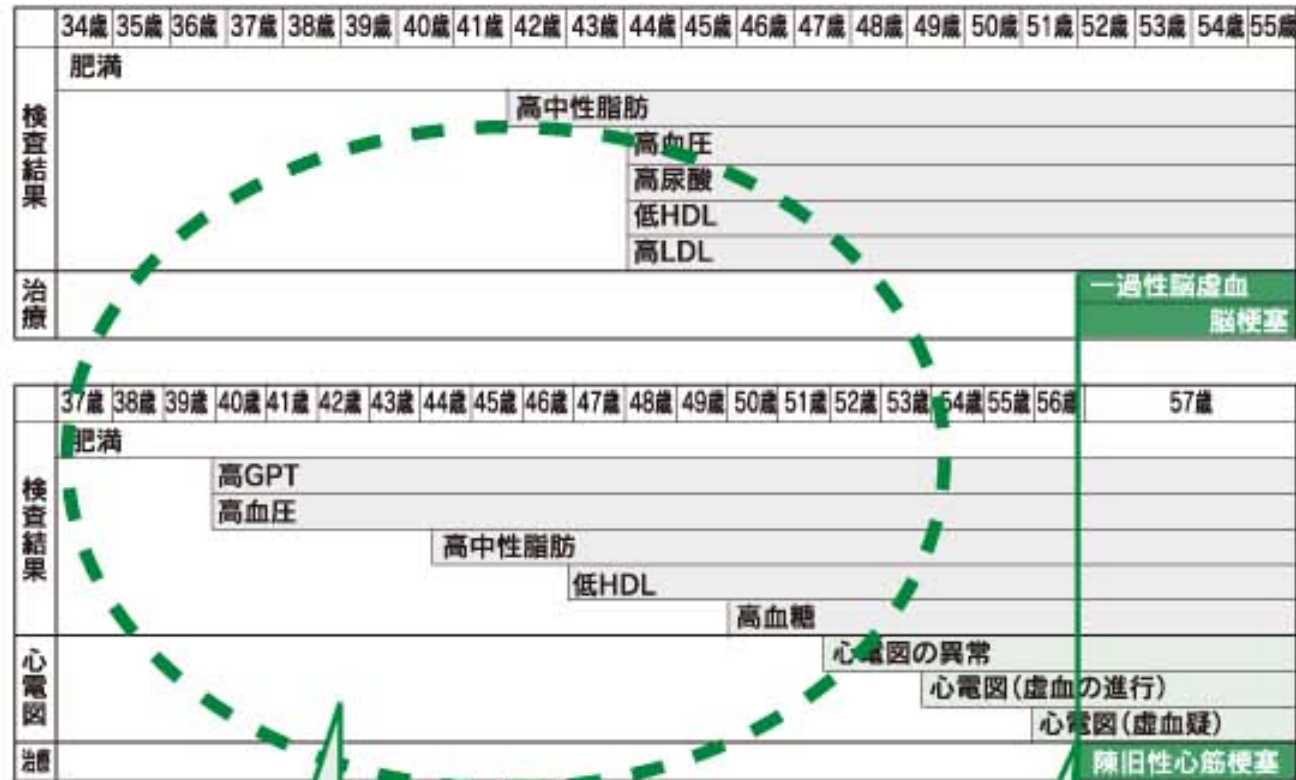 34歳 35歳 36歳 37歳 38歳 39歳 40歳 41歳 42歳 43歳 44歳 45歳 46歳 47歳 48歳 49歳 50歳 51歳 52歳 53歳 54歳 55歳
検査結果
肥満
高中性脂肪
高血圧
高尿酸
低HDL
高LDL
治療
一過性脳虚血
脳梗塞
37歳 38歳 39歳 40歳 41歳 42歳 43歳 44歳 45歳 46歳 47歳 48歳 49歳 50歳 51歳 52歳 53歳 54歳 55歳 56歳 57歳
検査結果
肥満
高GPT
高血圧
高中性脂肪
低HDL
高血糖
心電図
心電図の異常
心電図(虚血の進行)
心電図(虚血疑)
治療
陳旧性心筋梗塞